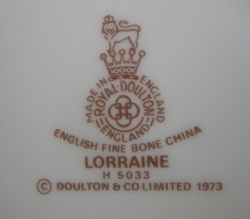 MADE IN ENGLAND
ROYAL·DOULTON
ENGLAND
ENGLISH FINE BONE CHINA
LORRAINE
H 5033
© DOULTON & CO LIMITED 1973